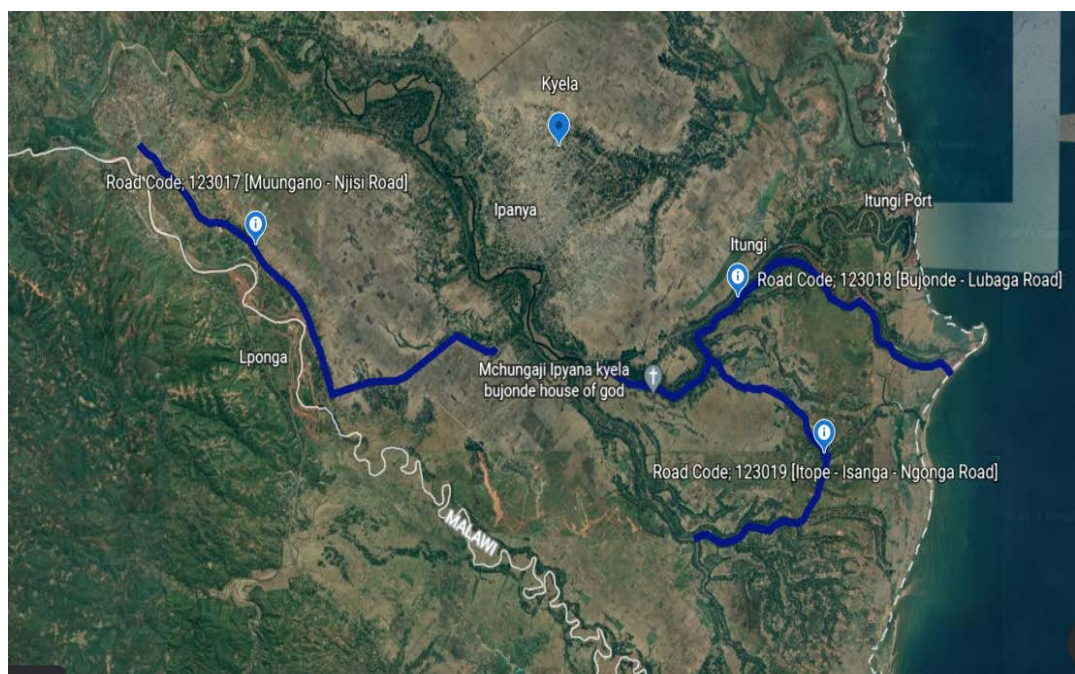 Kyela
Road Code; 123017 [Muungano - Njisi Road]
Ipanya
Itungi Port
Itungi
Road Code; 123018 [Bujonde - Lubaga Road]
Lponga
Mchungaji Ipyana kyela
bujonde house of god
Road Code; 123019 [Itope - Isanga - Ngonga Road]
MALAWI